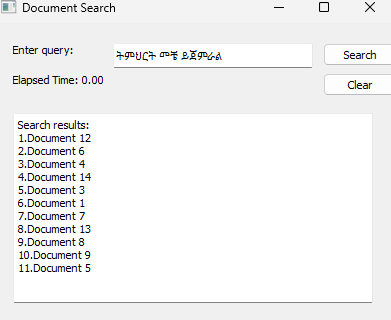 Document Search
Enter query:
ትምህርት መቼ ይጀምራል
Search
Elapsed Time: 0.00
Clear
Search results:
1.Document 12
2.Document 6
3.Document 4
4.Document 14
5.Document 3
6.Document 1
7.Document 7
8.Document 13
9.Document 8
10.Document 9
11.Document 5